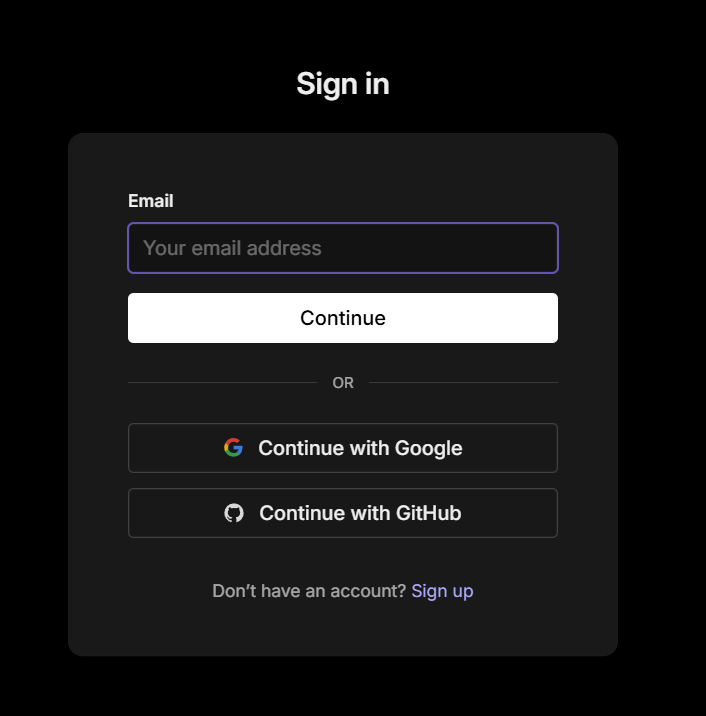 Sign in
Email
Your email address
Continue
OR
Continue with Google
Continue with GitHub
Don’t have an account? Sign up